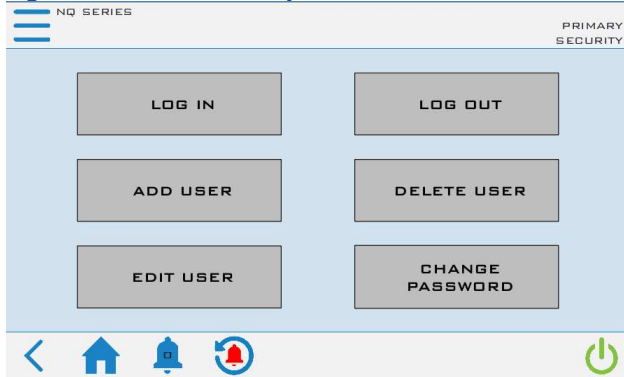 NQ SERIES
PRIMARY
SECURITY
LOG IN
LOG OUT
ADD USER
DELETE USER
EDIT USER
CHANGE
PASSWORD